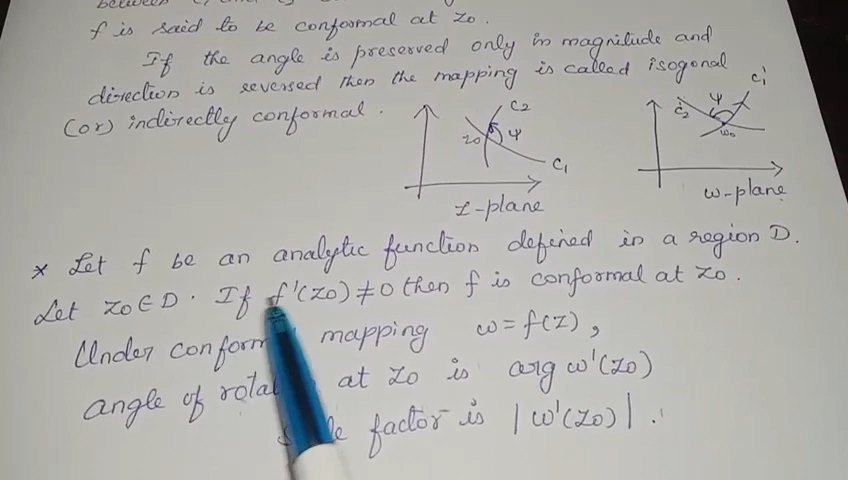 f is said to be conformal at z₀.
If the angle is preserved only in magnitude and
direction is reversed then the mapping is called isogonal
(or) indirectly conformal.
C₂
z₀
ψ
C₁
z-plane
C₁'
ψ
C₂'
w₀
w-plane
* Let f be an analytic function defined in a region D.
Let z₀ ∈ D. If f'(z₀) ≠ 0 then f is conformal at z₀.
Under conform mapping w = f(z),
angle of rota at z₀ is arg w'(z₀)
factor is |w'(z₀)|.